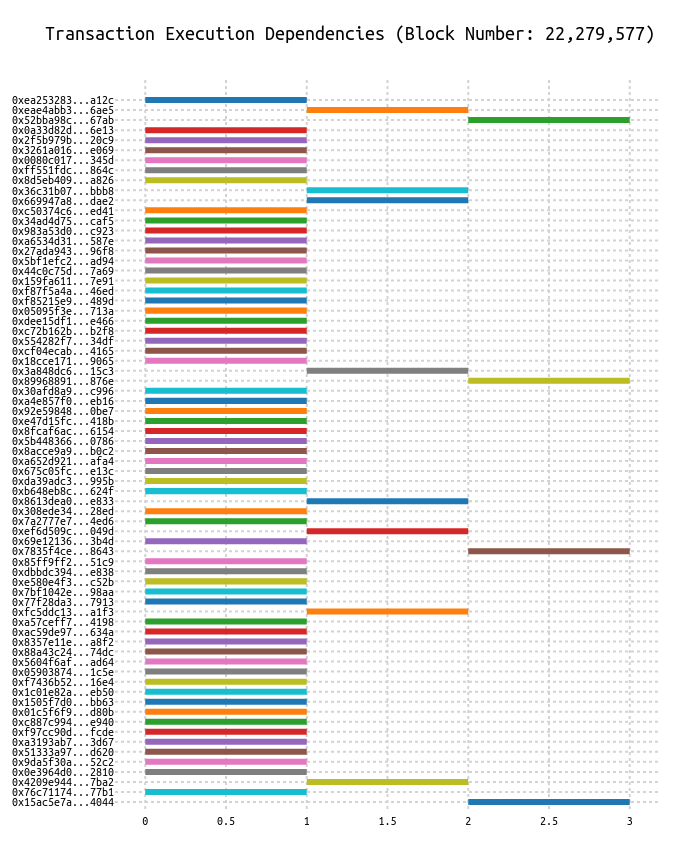 Transaction Execution Dependencies (Block Number: 22,279,577)
0xea253283...a12c
0xeae4abb3...6ae5
0x52bba98c...67ab
0x0a33d82d...6e13
0x2f5b979b...20c9
0x3261a016...e069
0x0080c017...345d
0xff551fdc...864c
0x8d5eb409...a826
0x36c31b07...bbb8
0x669947a8...dae2
0xc50374c6...ed41
0x34ad4d75...caf5
0x983a53d0...c923
0xa6534d31...587e
0x27ada943...96f8
0x5bf1efc2...ad94
0x44c0c75d...7a69
0x159fa611...7e91
0xf87f5a4a...46ed
0xf85215e9...489d
0x05095f3e...713a
0xdee15df1...e466
0xc72b162b...b2f8
0x554282f7...34df
0xcf04ecab...4165
0x18cce171...9065
0x3a848dc6...15c3
0x89968891...876e
0x30afd8a9...c996
0xa4e857f0...eb16
0x92e59848...0be7
0xe47d15fc...418b
0x8fcaf6ac...6154
0x5b448366...0786
0x8acce9a9...b0c2
0xa652d921...afa4
0x675c05fc...e13c
0xda39adc3...995b
0xb648eb8c...624f
0x8613dea0...e833
0x308ede34...28ed
0x7a2777e7...4ed6
0xef6d509c...049d
0x69e12136...3b4d
0x7835f4ce...8643
0x85ff9ff2...51c9
0xdbbdc394...e838
0xe580e4f3...c52b
0x7bf1042e...98aa
0x77f28da3...7913
0xfc5ddc13...a1f3
0xa57ceff7...4198
0xac59de97...634a
0x8357e11e...a8f2
0x88a43c24...74dc
0x5604f6af...ad64
0x05903874...1c5e
0xf7436b52...16e4
0x1c01e82a...eb50
0x1505f7d0...bb63
0x01c5f6f9...d80b
0xc887c994...e940
0xf97cc90d...fcde
0xa3193ab7...3d67
0x51333a97...d620
0x9da5f30a...52c2
0x0e3964d0...2810
0x4209e944...7ba2
0x76c71174...77b1
0x15ac5e7a...4044
0 0.5 1 1.5 2 2.5 3